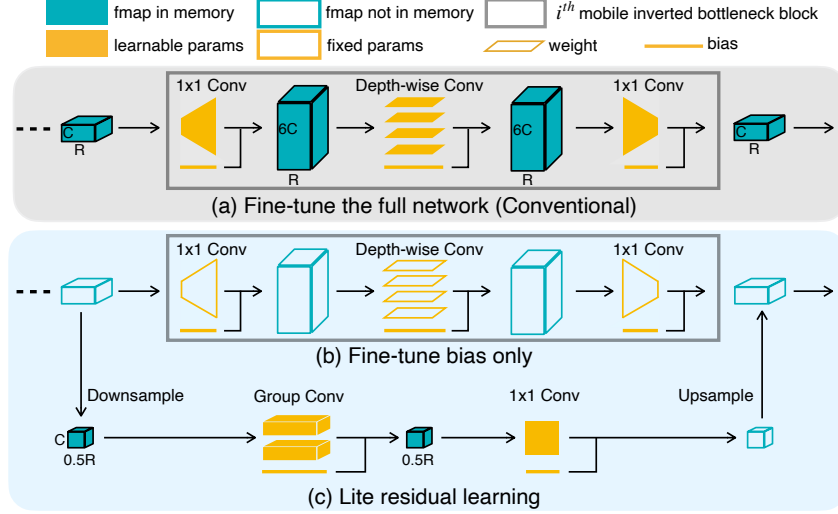 fmap in memory
fmap not in memory
i^th mobile inverted bottleneck block
learnable params
fixed params
weight
bias
1x1 Conv
Depth-wise Conv
1x1 Conv
C
R
6C
R
6C
R
C
R
(a) Fine-tune the full network (Conventional)
1x1 Conv
Depth-wise Conv
1x1 Conv
(b) Fine-tune bias only
Downsample
Group Conv
1x1 Conv
Upsample
C
0.5R
0.5R
(c) Lite residual learning